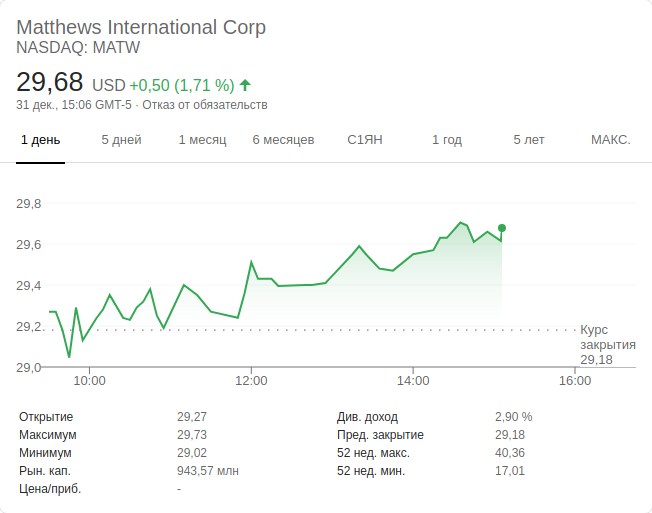 Matthews International Corp
NASDAQ: MATW
29,68 USD +0,50 (1,71 %)
31 дек., 15:06 GMT-5 · Отказ от обязательств
1 день 5 дней 1 месяц 6 месяцев С1ЯН 1 год 5 лет МАКС.
29,8
29,6
29,4
29,2
Курс
закрытия
29,18
29,0
10:00 12:00 14:00 16:00
Открытие 29,27 Див. доход 2,90 %
Максимум 29,73 Пред. закрытие 29,18
Минимум 29,02 52 нед. макс. 40,36
Рын. кап. 943,57 млн 52 нед. мин. 17,01
Цена/приб. -